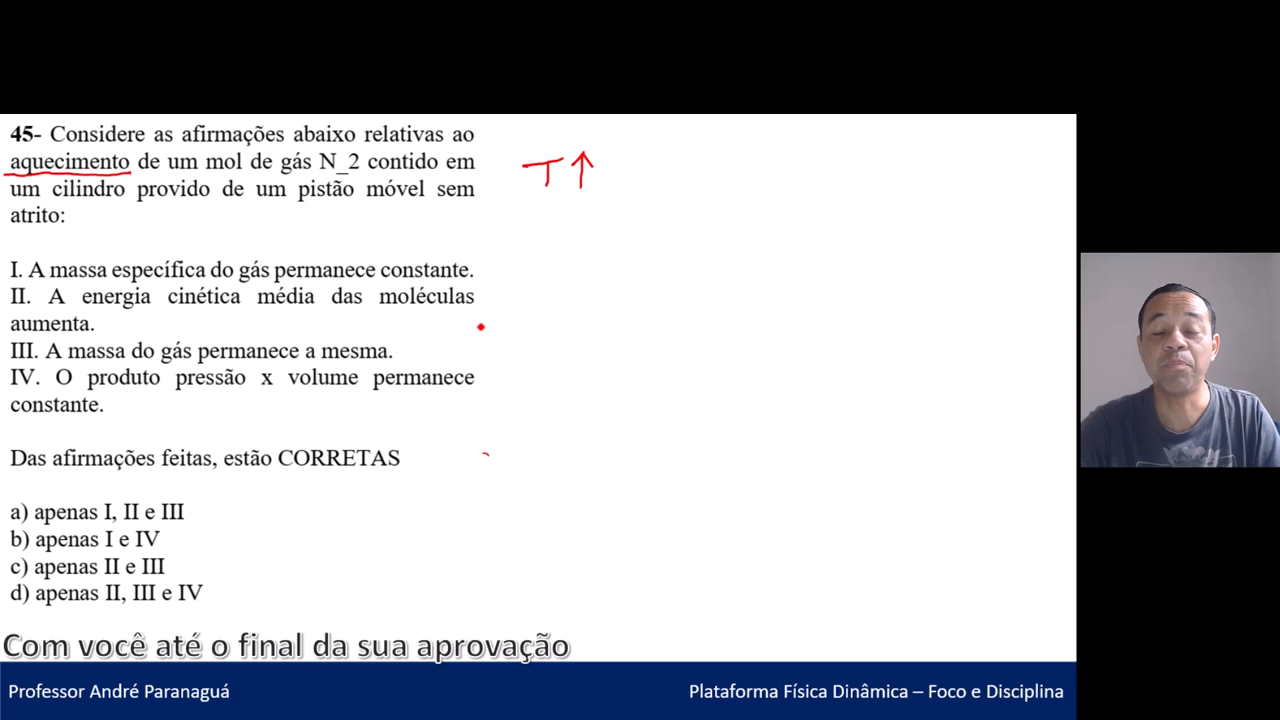 45- Considere as afirmações abaixo relativas ao
aquecimento de um mol de gás N_2 contido em
um cilindro provido de um pistão móvel sem
atrito:
T↑
I. A massa específica do gás permanece constante.
II. A energia cinética média das moléculas
aumenta.
III. A massa do gás permanece a mesma.
IV. O produto pressão x volume permanece
constante.
Das afirmações feitas, estão CORRETAS
a) apenas I, II e III
b) apenas I e IV
c) apenas II e III
d) apenas II, III e IV
Com você até o final da sua aprovação
Professor André Paranaguá
Plataforma Física Dinâmica – Foco e Disciplina